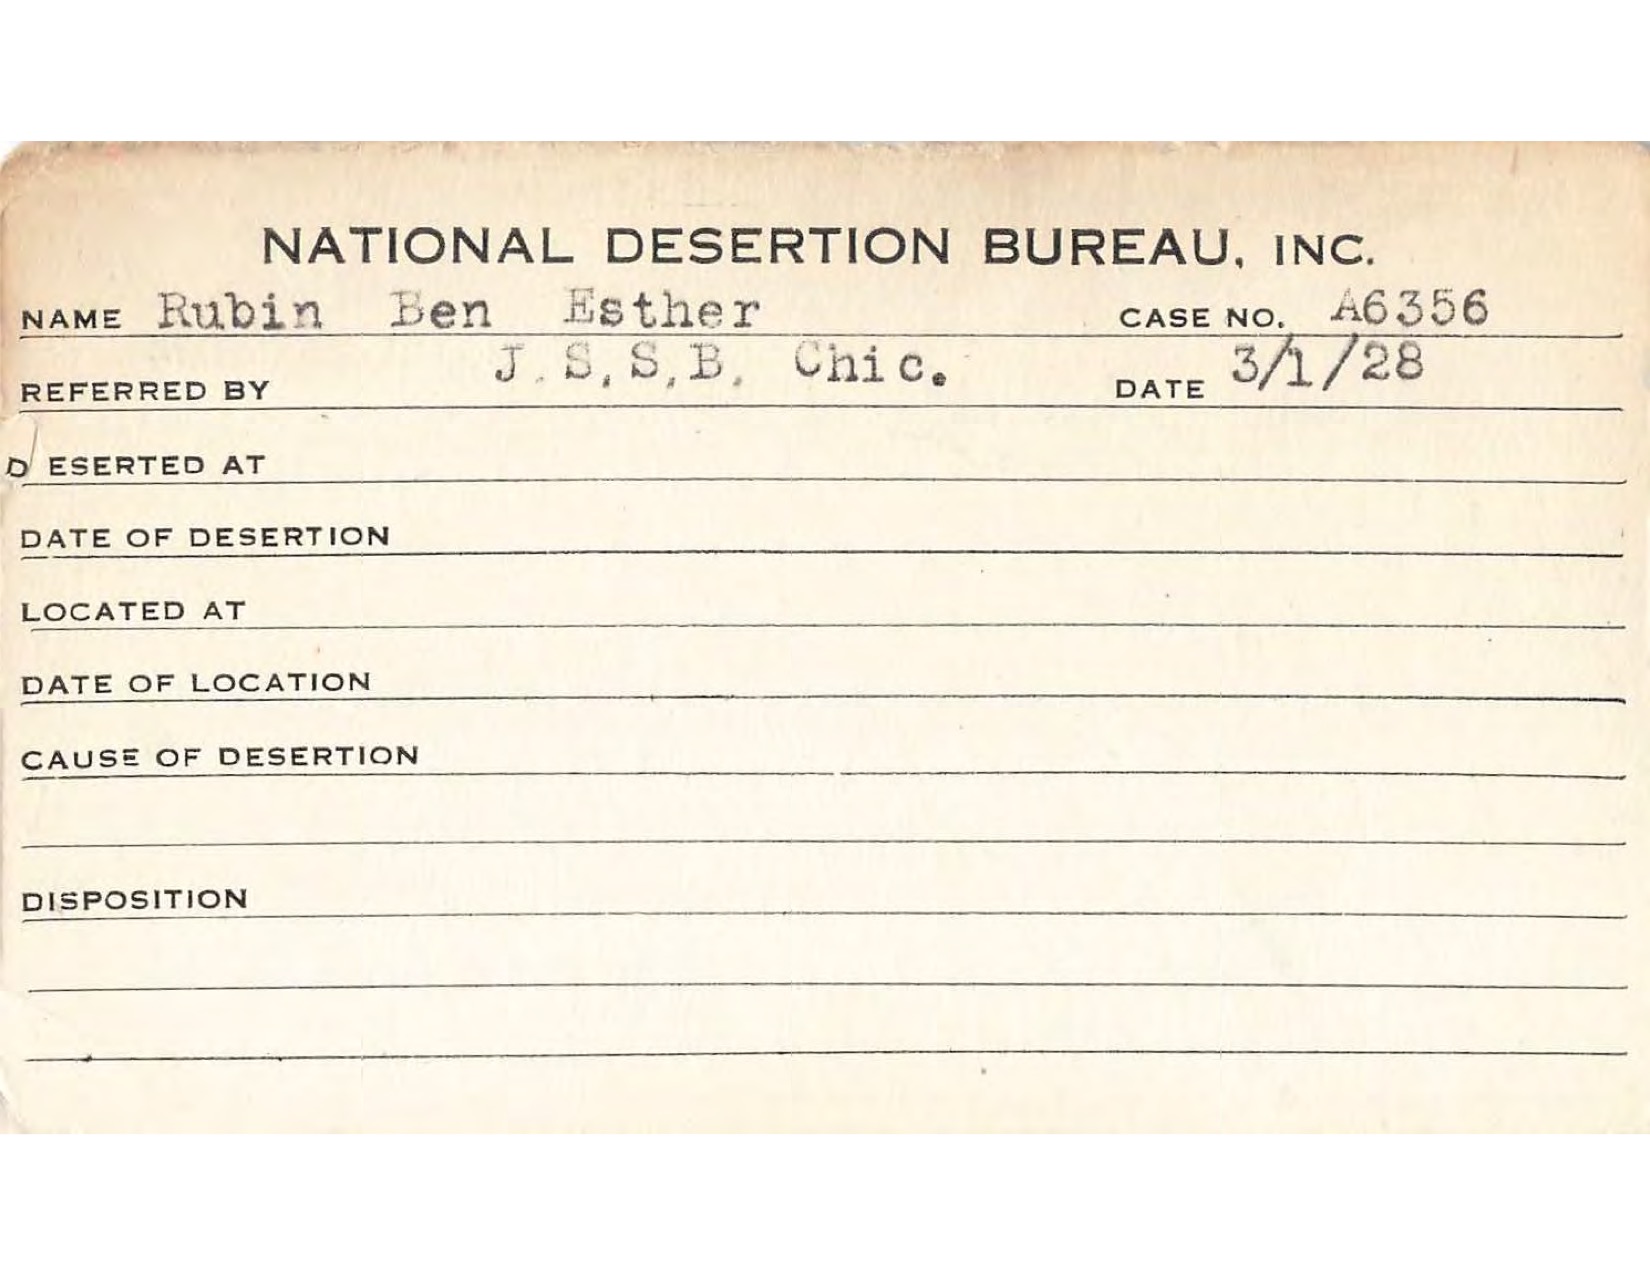 NATIONAL DESERTION BUREAU, INC.
NAME Rubin Ben Esther CASE NO. A6356
REFERRED BY J.S.S.B. Chic. DATE 3/1/28
DESERTED AT
DATE OF DESERTION
LOCATED AT
DATE OF LOCATION
CAUSE OF DESERTION
DISPOSITION